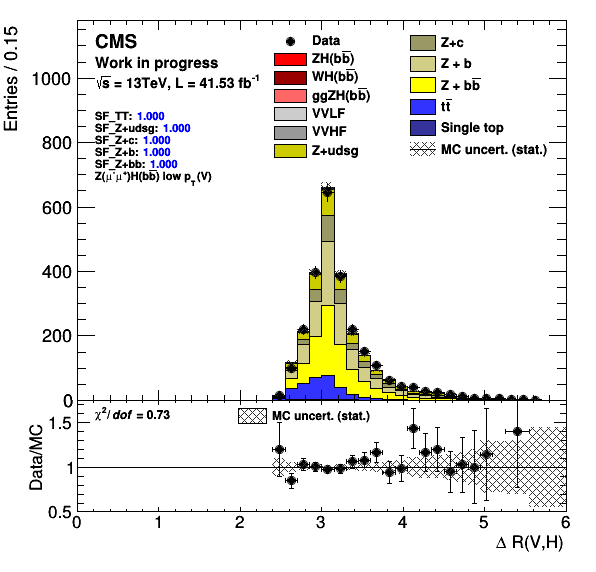 CMS
Work in progress
√s = 13TeV, L = 41.53 fb⁻¹
SF_TT: 1.000
SF_Z+udsg: 1.000
SF_Z+c: 1.000
SF_Z+b: 1.000
SF_Z+bb: 1.000
Z(μ⁻μ⁺)H(bb̅) low p_T(V)
Data
ZH(bb̅)
WH(bb̅)
ggZH(bb̅)
VVLF
VVHF
Z+udsg
Z+c
Z + b
Z + bb̅
tt̅
Single top
MC uncert. (stat.)
Entries / 0.15
1000
800
600
400
200
0
χ²/ dof = 0.73
MC uncert. (stat.)
Data/MC
1.5
1
0.5
0 1 2 3 4 5 6
Δ R(V,H)